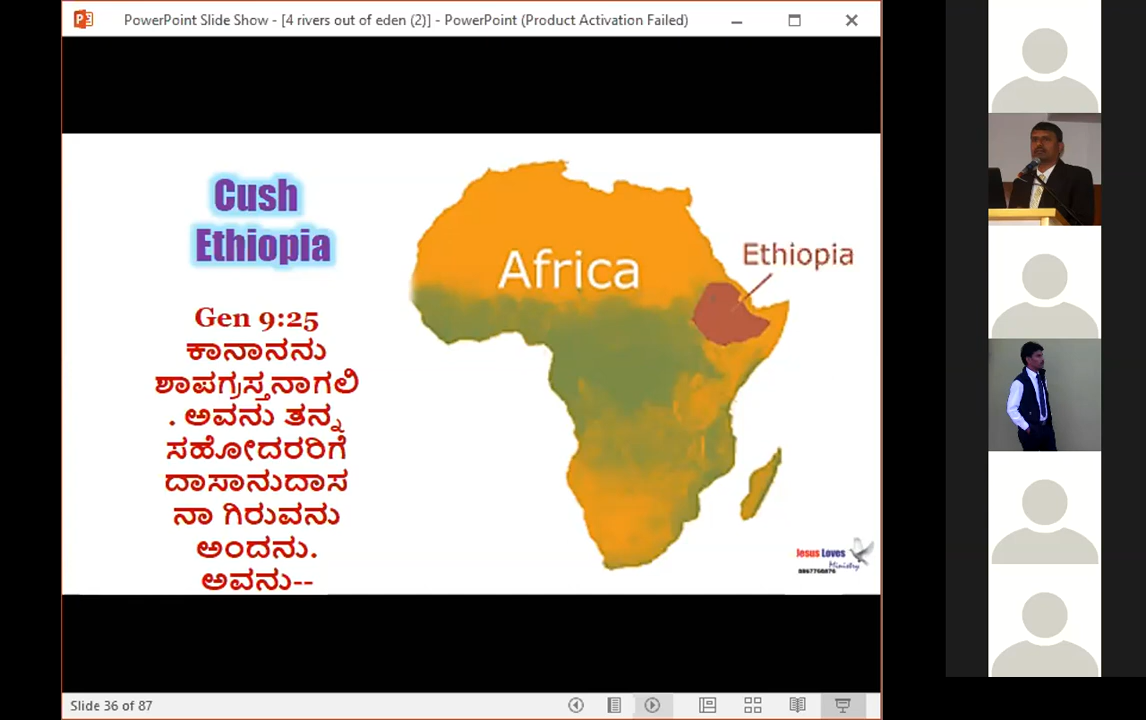 PowerPoint Slide Show - [4 rivers out of eden (2)] - PowerPoint (Product Activation Failed)
Cush
Ethiopia
Gen 9:25
ಕಾನಾನನು
ಶಾಪಗ್ರಸ್ತನಾಗಲಿ
. ಅವನು ತನ್ನ
ಸಹೋದರರಿಗೆ
ದಾಸಾನುದಾಸ
ನಾ ಗಿರುವನು
ಅಂದನು.
ಅವನು--
Africa
Ethiopia
Jesus Loves
Ministry
Slide 36 of 87